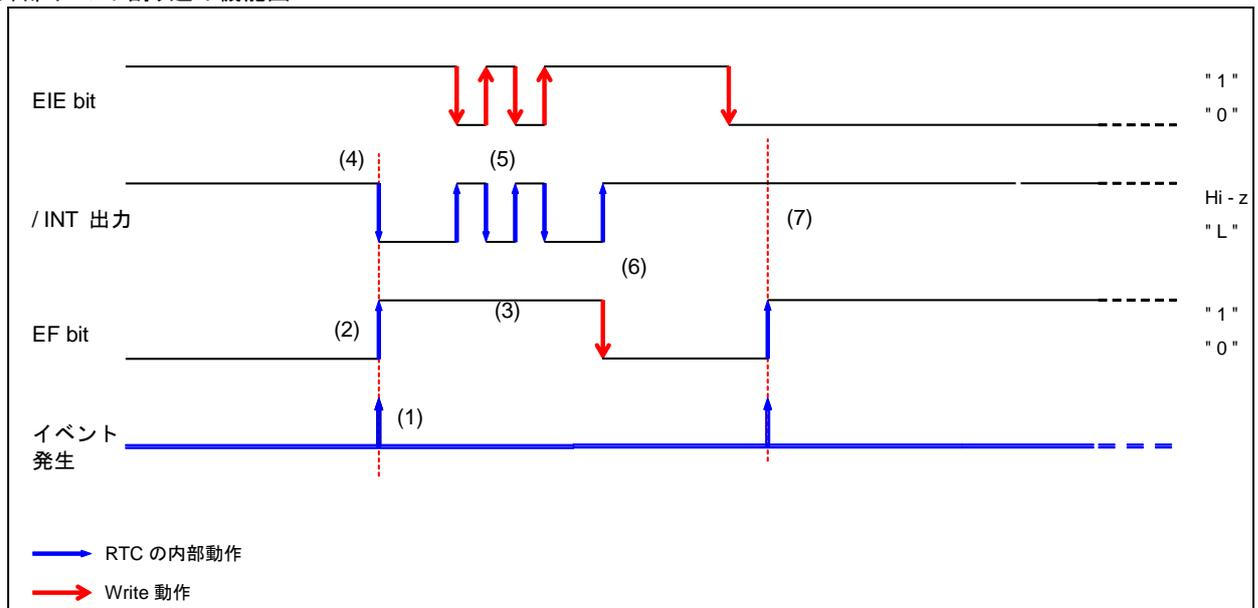 EIE bit
" 1 "
" 0 "
(4)
(5)
/ INT 出力
(7)
Hi - z
" L "
(6)
(3)
(2)
EF bit
" 1 "
" 0 "
(1)
イベント
発生
RTC の内部動作
Write 動作